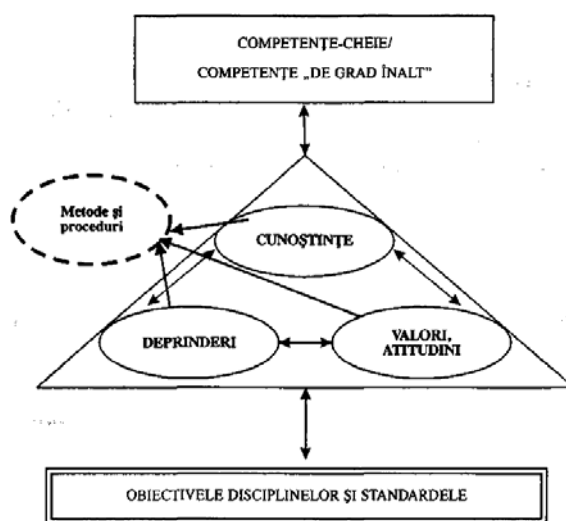 COMPETENȚE-CHEIE/
COMPETENȚE „DE GRAD ÎNALT”
Metode și
proceduri
CUNOȘTINȚE
DEPRINDERI
VALORI,
ATITUDINI
OBIECTIVELE DISCIPLINELOR ȘI STANDARDELE